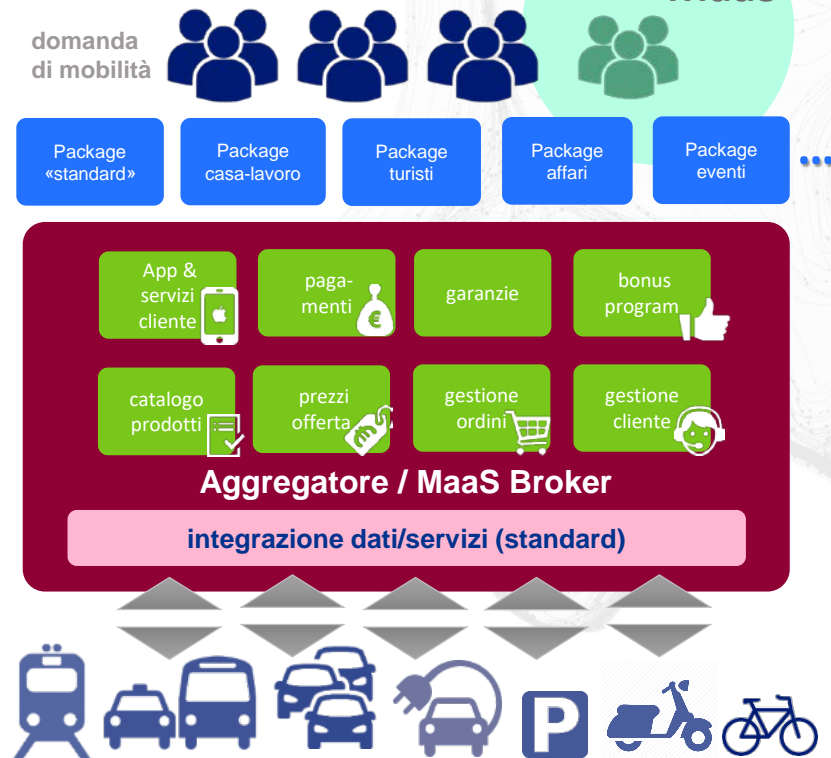 domanda
di mobilità
Package
«standard»
Package
casa-lavoro
Package
turisti
Package
affari
Package
eventi
App &
servizi
cliente
paga-
menti
€
garanzie
bonus
program
catalogo
prodotti
prezzi
offerta
gestione
ordini
gestione
cliente
Aggregatore / MaaS Broker
integrazione dati/servizi (standard)
P